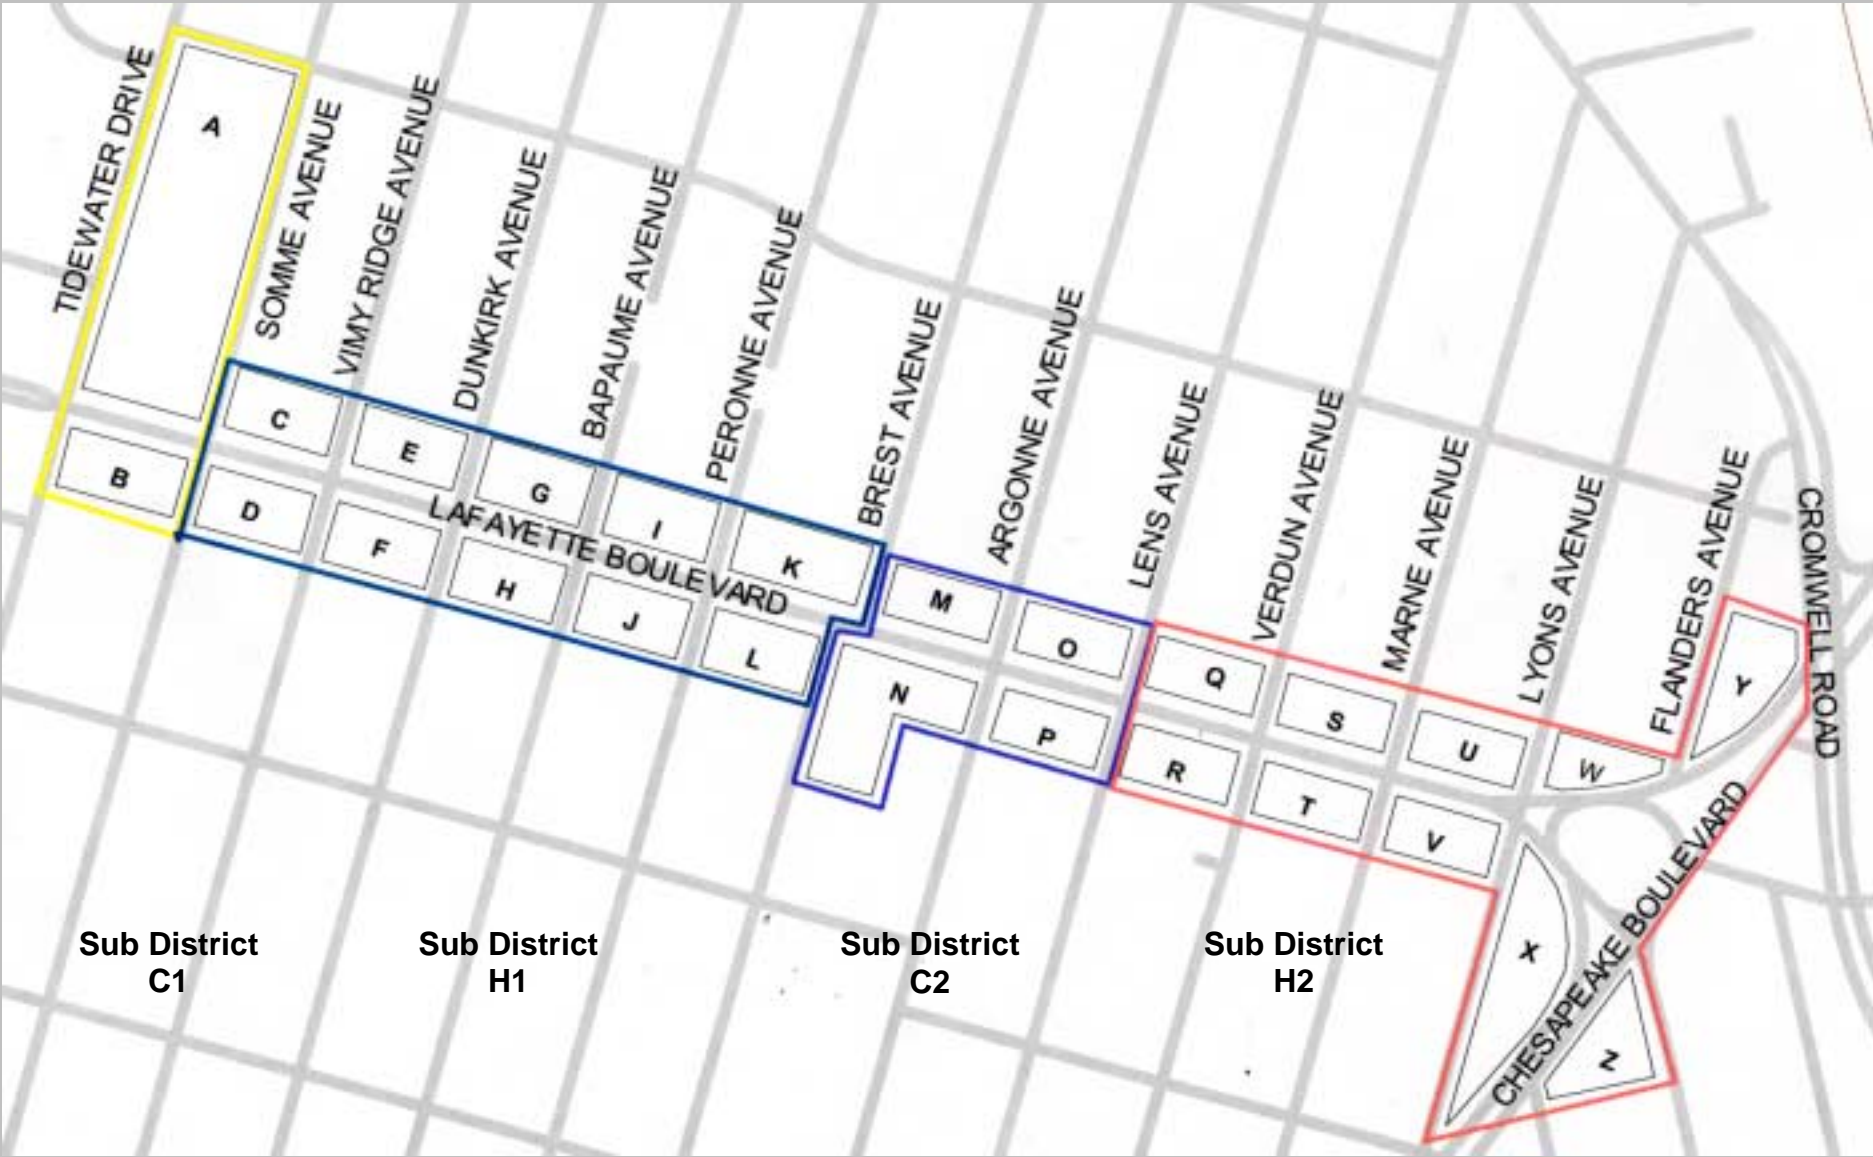 TIDEWATER DRIVE
SOMME AVENUE
VIMY RIDGE AVENUE
DUNKIRK AVENUE
BAPAUME AVENUE
PERONNE AVENUE
BREST AVENUE
ARGONNE AVENUE
LENS AVENUE
VERDUN AVENUE
MARNE AVENUE
LYONS AVENUE
FLANDERS AVENUE
CROMWELL ROAD
LAFAYETTE BOULEVARD
CHESAPEAKE BOULEVARD
A
B
C
D
E
F
G
H
I
J
K
L
M
N
O
P
Q
R
S
T
U
V
W
X
Y
Z
Sub District
C1
Sub District
H1
Sub District
C2
Sub District
H2